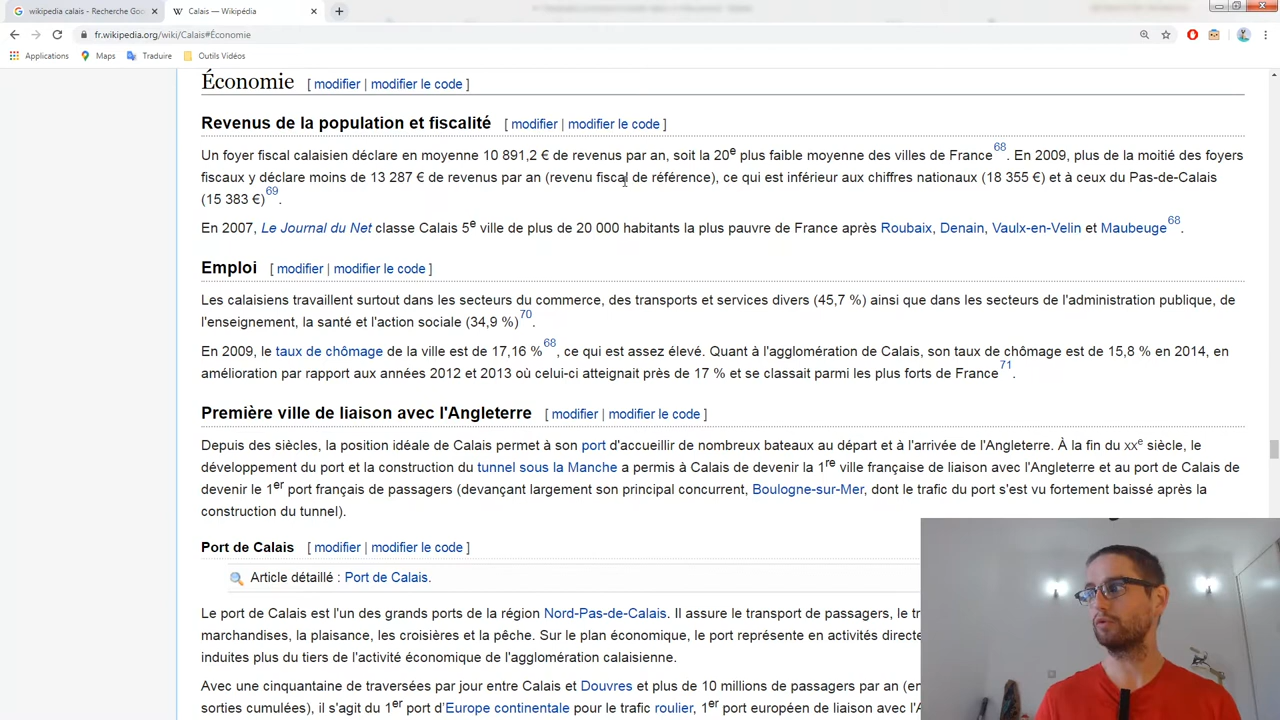 wikipedia calais - Recherche Goo
Calais — Wikipédia
fr.wikipedia.org/wiki/Calais#Économie
Applications
Maps
Traduire
Outils Vidéos
Économie [ modifier | modifier le code ]
Revenus de la population et fiscalité [ modifier | modifier le code ]
Un foyer fiscal calaisien déclare en moyenne 10 891,2 € de revenus par an, soit la 20e plus faible moyenne des villes de France68. En 2009, plus de la moitié des foyers
fiscaux y déclare moins de 13 287 € de revenus par an (revenu fiscal de référence), ce qui est inférieur aux chiffres nationaux (18 355 €) et à ceux du Pas-de-Calais
(15 383 €)69.
En 2007, Le Journal du Net classe Calais 5e ville de plus de 20 000 habitants la plus pauvre de France après Roubaix, Denain, Vaulx-en-Velin et Maubeuge68.
Emploi [ modifier | modifier le code ]
Les calaisiens travaillent surtout dans les secteurs du commerce, des transports et services divers (45,7 %) ainsi que dans les secteurs de l'administration publique, de
l'enseignement, la santé et l'action sociale (34,9 %)70.
En 2009, le taux de chômage de la ville est de 17,16 %68, ce qui est assez élevé. Quant à l'agglomération de Calais, son taux de chômage est de 15,8 % en 2014, en
amélioration par rapport aux années 2012 et 2013 où celui-ci atteignait près de 17 % et se classait parmi les plus forts de France71.
Première ville de liaison avec l'Angleterre [ modifier | modifier le code ]
Depuis des siècles, la position idéale de Calais permet à son port d'accueillir de nombreux bateaux au départ et à l'arrivée de l'Angleterre. À la fin du xxe siècle, le
développement du port et la construction du tunnel sous la Manche a permis à Calais de devenir la 1re ville française de liaison avec l'Angleterre et au port de Calais de
devenir le 1er port français de passagers (devançant largement son principal concurrent, Boulogne-sur-Mer, dont le trafic du port s'est vu fortement baissé après la
construction du tunnel).
Port de Calais [ modifier | modifier le code ]
Article détaillé : Port de Calais.
Le port de Calais est l'un des grands ports de la région Nord-Pas-de-Calais. Il assure le transport de passagers, le tr
marchandises, la plaisance, les croisières et la pêche. Sur le plan économique, le port représente en activités directe
induites plus du tiers de l'activité économique de l'agglomération calaisienne.
Avec une cinquantaine de traversées par jour entre Calais et Douvres et plus de 10 millions de passagers par an (en
sorties cumulées), il s'agit du 1er port d'Europe continentale pour le trafic roulier, 1er port européen de liaison avec l'A